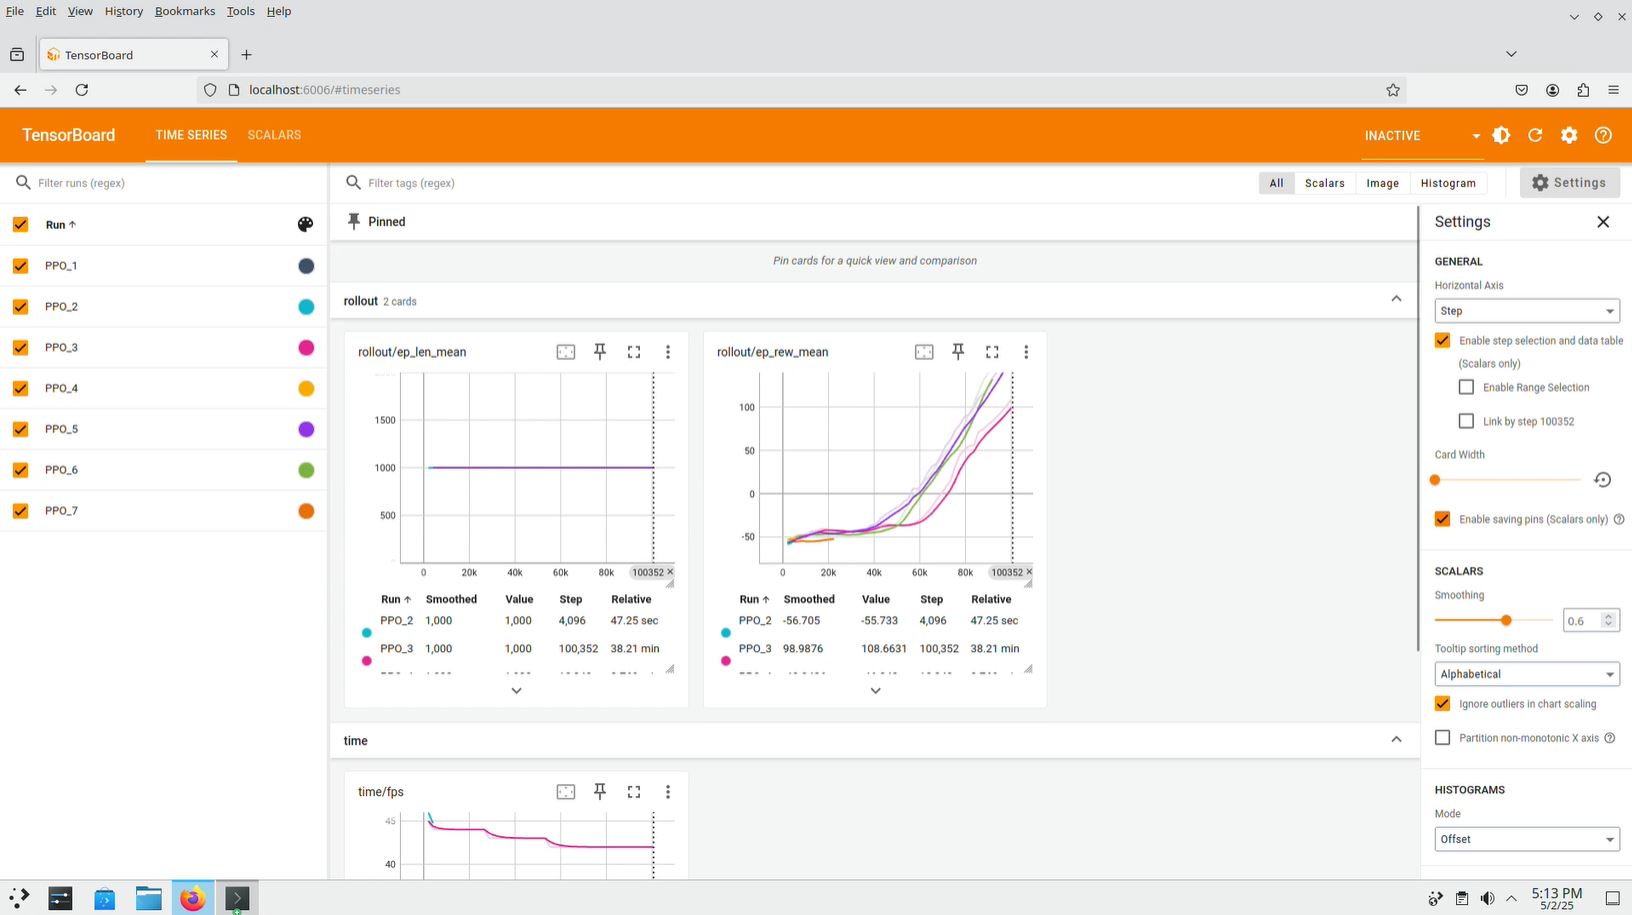 File Edit View History Bookmarks Tools Help
TensorBoard
localhost:6006/#timeseries
TensorBoard TIME SERIES SCALARS INACTIVE
Filter runs (regex)
Run
PPO_1
PPO_2
PPO_3
PPO_4
PPO_5
PPO_6
PPO_7
Filter tags (regex) All Scalars Image Histogram Settings
Pinned
Pin cards for a quick view and comparison
rollout 2 cards
rollout/ep_len_mean
1500
1000
500
0 20k 40k 60k 80k 100352
Run Smoothed Value Step Relative
PPO_2 1,000 1,000 4,096 47.25 sec
PPO_3 1,000 1,000 100,352 38.21 min
rollout/ep_rew_mean
100
50
0
-50
0 20k 40k 60k 80k 100352
Run Smoothed Value Step Relative
PPO_2 -56.705 -55.733 4,096 47.25 sec
PPO_3 98.9876 108.6631 100,352 38.21 min
time
time/fps
45
40
Settings
GENERAL
Horizontal Axis
Step
Enable step selection and data table
(Scalars only)
Enable Range Selection
Link by step 100352
Card Width
Enable saving pins (Scalars only)
SCALARS
Smoothing
0.6
Tooltip sorting method
Alphabetical
Ignore outliers in chart scaling
Partition non-monotonic X axis
HISTOGRAMS
Mode
Offset
5:13 PM
5/2/25